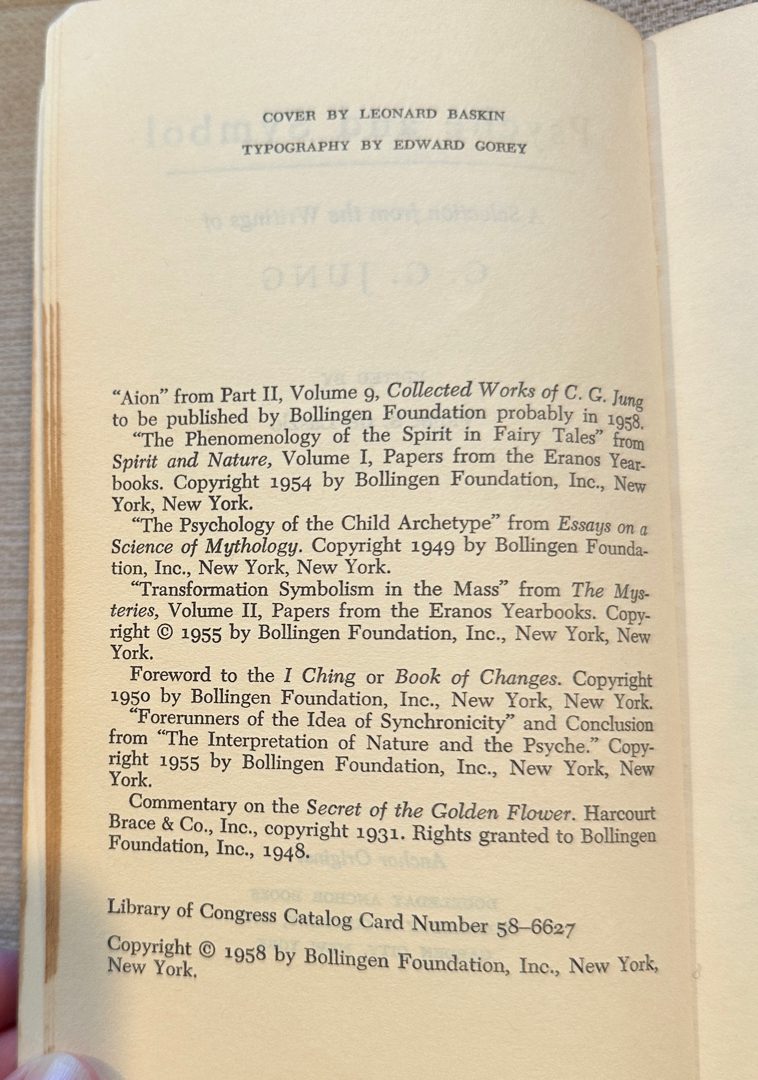 COVER BY LEONARD BASKIN
TYPOGRAPHY BY EDWARD GOREY
“Aion” from Part II, Volume 9, Collected Works of C. G. Jung
to be published by Bollingen Foundation probably in 1958.
“The Phenomenology of the Spirit in Fairy Tales” from
Spirit and Nature, Volume I, Papers from the Eranos Year-
books. Copyright 1954 by Bollingen Foundation, Inc., New
York, New York.
“The Psychology of the Child Archetype” from Essays on a
Science of Mythology. Copyright 1949 by Bollingen Founda-
tion, Inc., New York, New York.
“Transformation Symbolism in the Mass” from The Mys-
teries, Volume II, Papers from the Eranos Yearbooks. Copy-
right © 1955 by Bollingen Foundation, Inc., New York, New
York.
Foreword to the I Ching or Book of Changes. Copyright
1950 by Bollingen Foundation, Inc., New York, New York.
“Forerunners of the Idea of Synchronicity” and Conclusion
from “The Interpretation of Nature and the Psyche.” Copy-
right 1955 by Bollingen Foundation, Inc., New York, New
York.
Commentary on the Secret of the Golden Flower. Harcourt
Brace & Co., Inc., copyright 1931. Rights granted to Bollingen
Foundation, Inc., 1948.
Library of Congress Catalog Card Number 58–6627
Copyright © 1958 by Bollingen Foundation, Inc., New York,
New York.